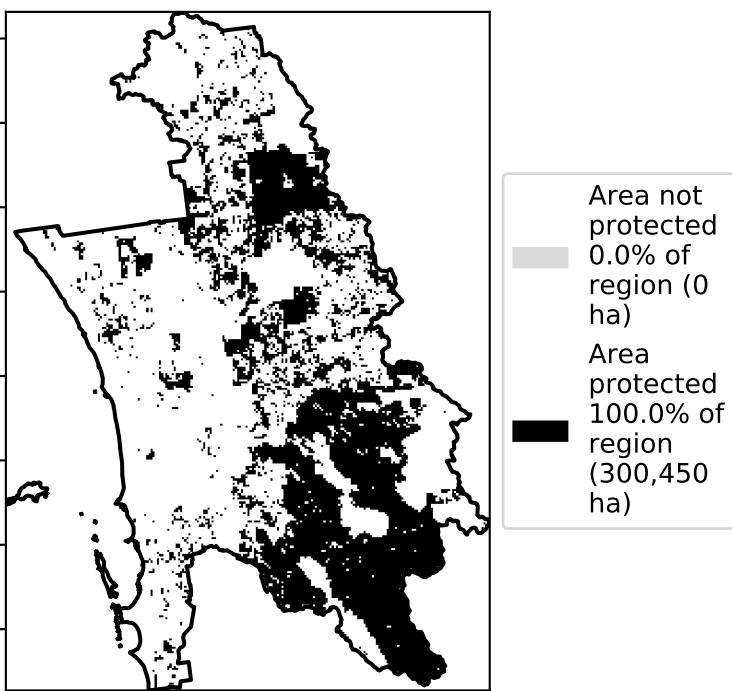 Area not
protected
0.0% of
region (0
ha)
Area
protected
100.0% of
region
(300,450
ha)